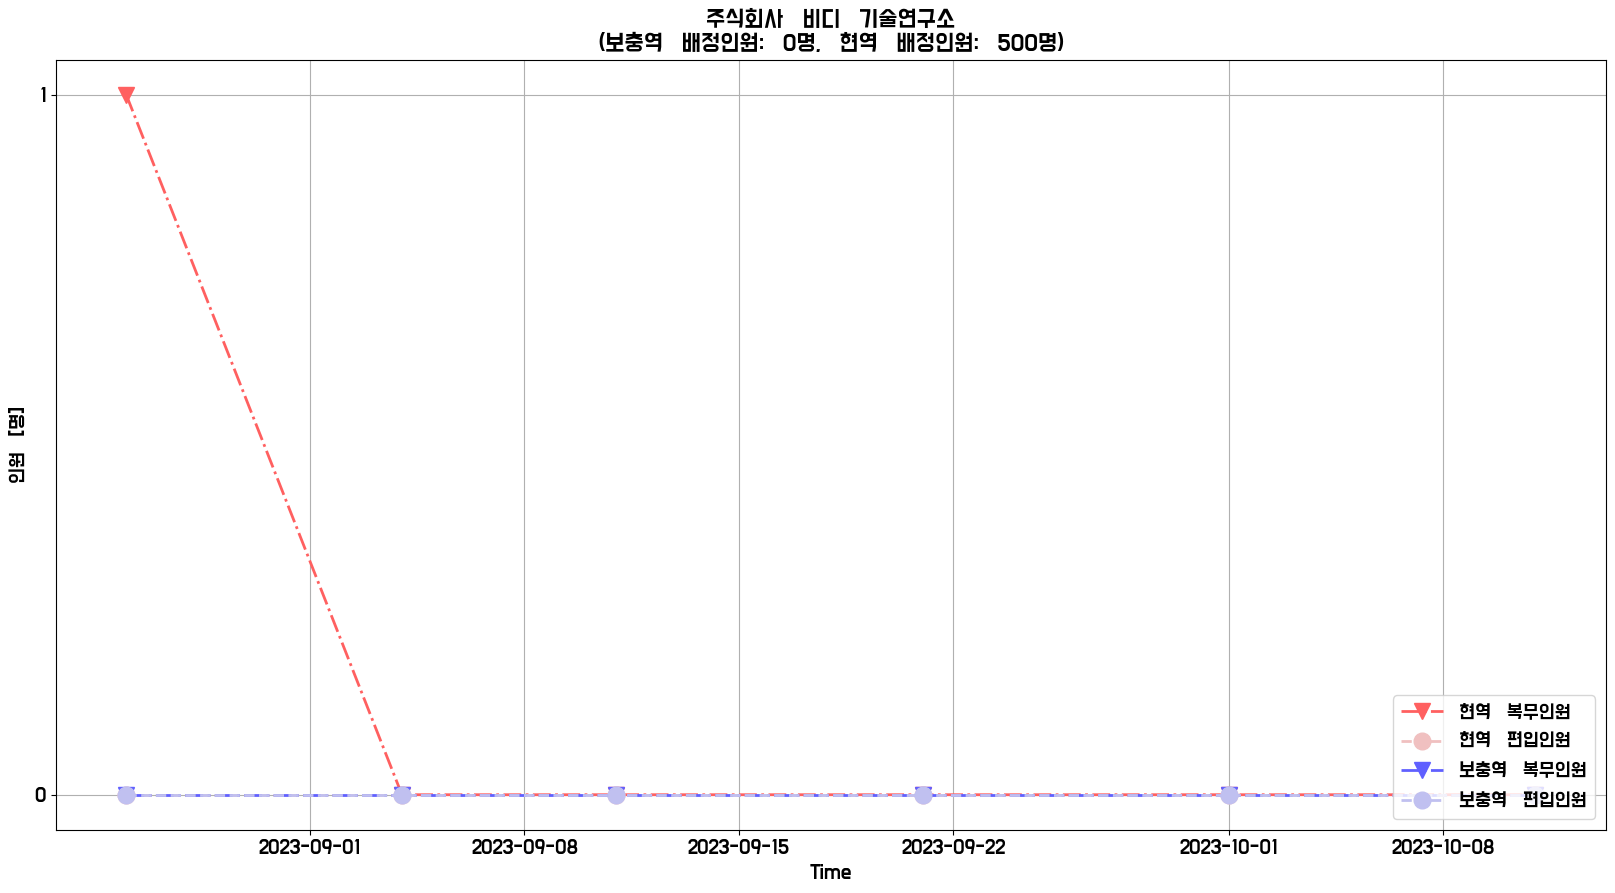 주식회사 비디 기술연구소
(보충역 배정인원: 0명, 현역 배정인원: 500명)
인원 [명]
1
0
현역 복무인원
현역 편입인원
보충역 복무인원
보충역 편입인원
2023-09-01 2023-09-08 2023-09-15 2023-09-22 2023-10-01 2023-10-08
Time